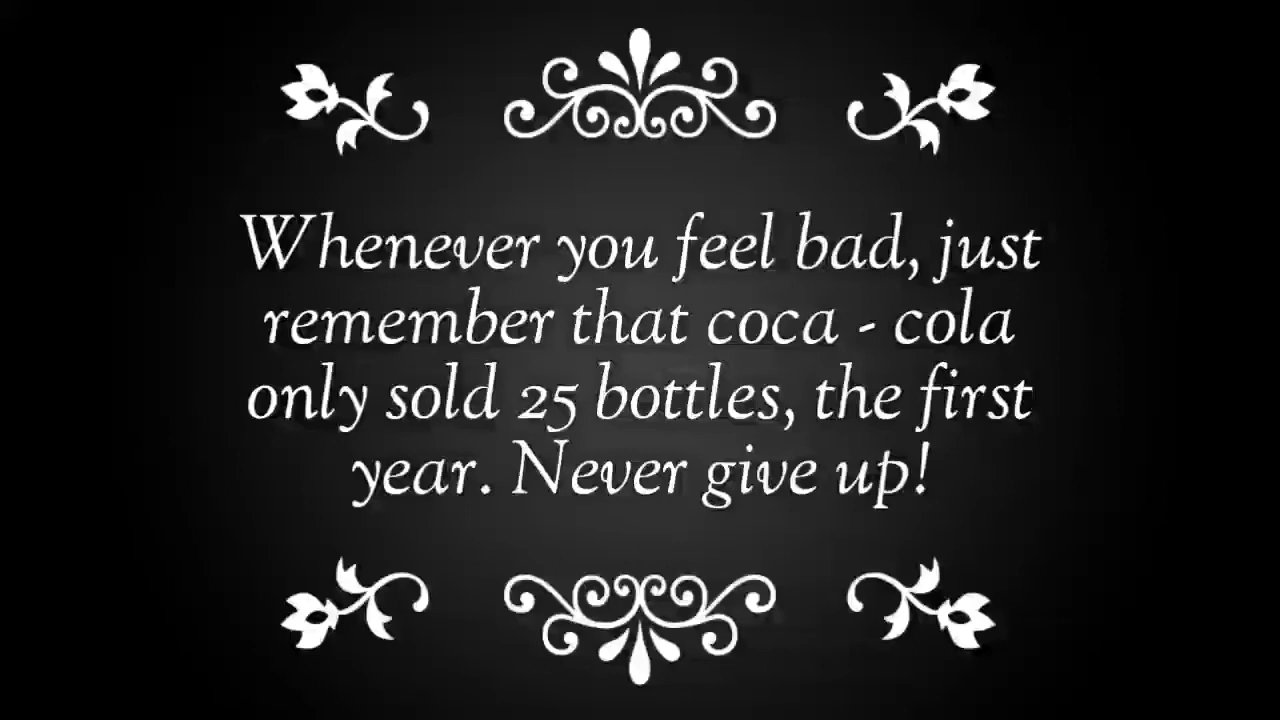 Whenever you feel bad, just
remember that coca - cola
only sold 25 bottles, the first
year. Never give up!